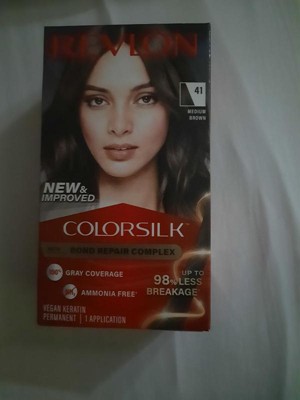 REVLON
41
MEDIUM
BROWN
NEW &
IMPROVED
COLORSILK
BOND REPAIR COMPLEX
GRAY COVERAGE
AMMONIA FREE
UP TO
98% LESS
BREAKAGE
VEGAN KERATIN
PERMANENT | 1 APPLICATION